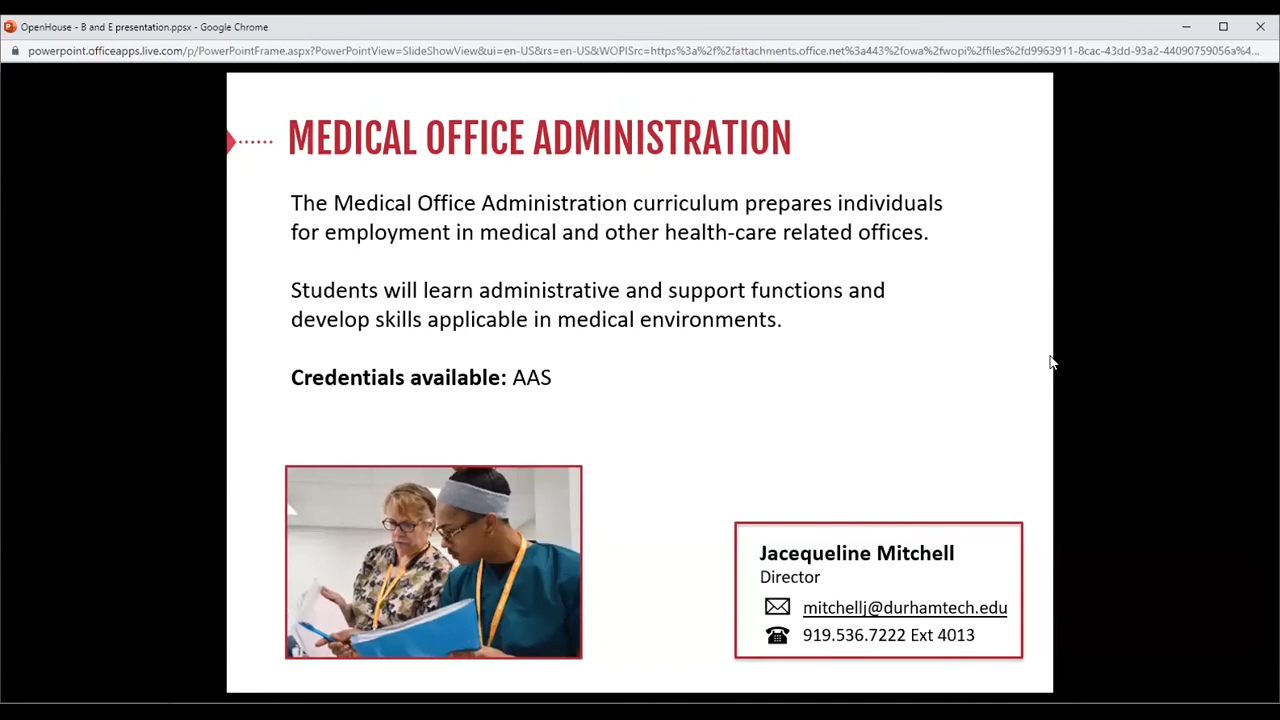 OpenHouse - B and E presentation.ppsx - Google Chrome
powerpoint.officeapps.live.com/p/PowerPointFrame.aspx?PowerPointView=SlideShowView&ui=en-US&rs=en-US&WOPISrc=https%3a%2f%2fattachments.office.net%3a443%2fowa%2fwopi%2ffiles%2fd9963911-8cac-43dd-93a2-44090759056a%4...
MEDICAL OFFICE ADMINISTRATION
The Medical Office Administration curriculum prepares individuals
for employment in medical and other health-care related offices.
Students will learn administrative and support functions and
develop skills applicable in medical environments.
Credentials available: AAS
Jacequeline Mitchell
Director
mitchellj@durhamtech.edu
919.536.7222 Ext 4013